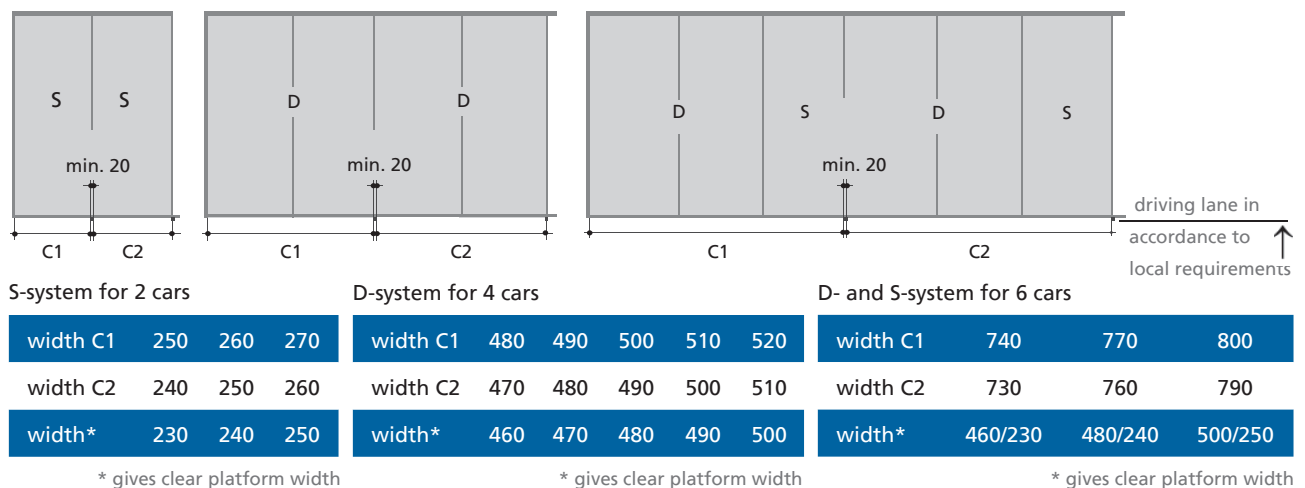 S S
D D
D S D S
min. 20
min. 20
min. 20
C1 C2
C1 C2
C1 C2
driving lane in
accordance to
local requirements
S-system for 2 cars
width C1 250 260 270
width C2 240 250 260
width* 230 240 250
* gives clear platform width
D-system for 4 cars
width C1 480 490 500 510 520
width C2 470 480 490 500 510
width* 460 470 480 490 500
* gives clear platform width
D- and S-system for 6 cars
width C1 740 770 800
width C2 730 760 790
width* 460/230 480/240 500/250
* gives clear platform width